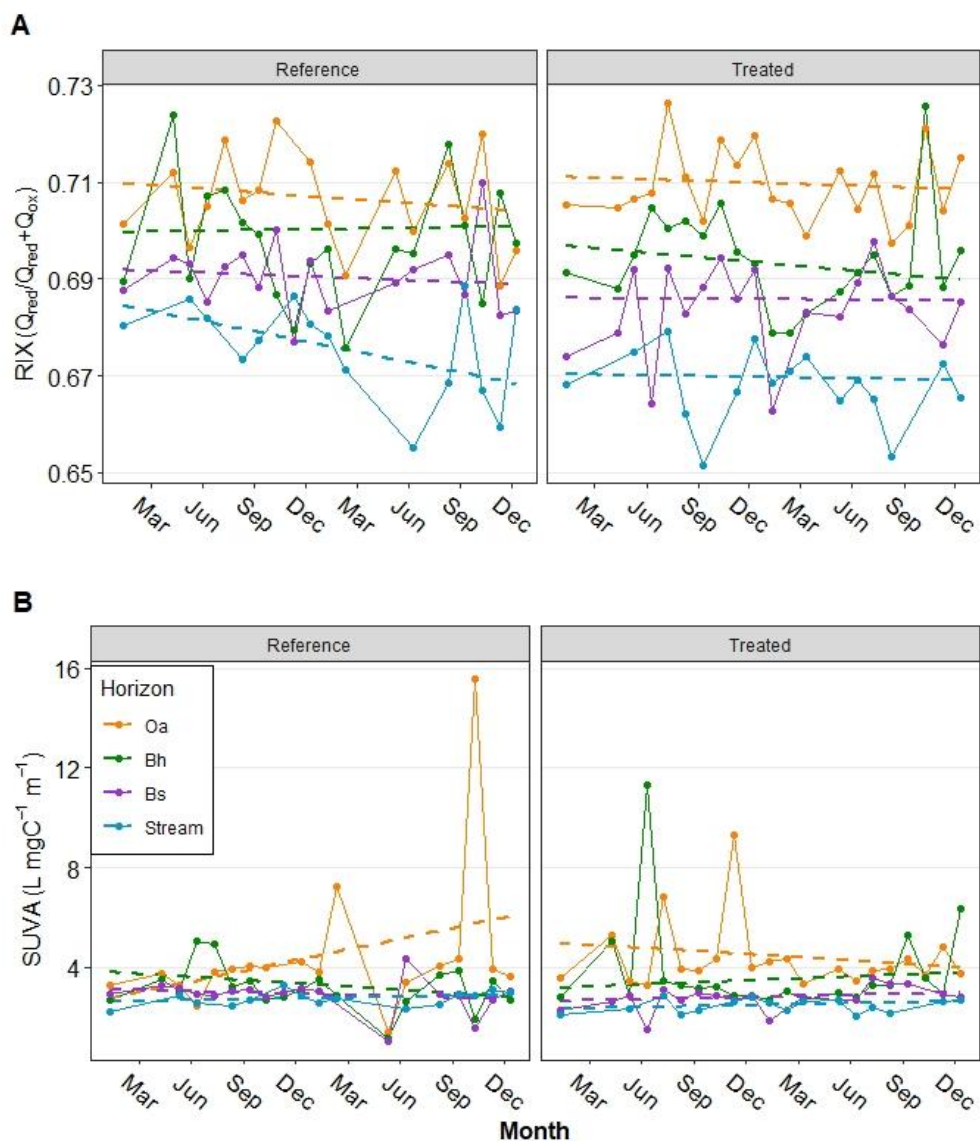 A
Reference Treated
RIX (Q_red/Q_red+Q_ox)
0.73
0.71
0.69
0.67
0.65
Mar Jun Sep Dec Mar Jun Sep Dec Mar Jun Sep Dec Mar Jun Sep Dec
B
Reference Treated
SUVA (L mgC⁻¹ m⁻¹)
16
12
8
4
Horizon
Oa
Bh
Bs
Stream
Mar Jun Sep Dec Mar Jun Sep Dec Mar Jun Sep Dec Mar Jun Sep Dec
Month